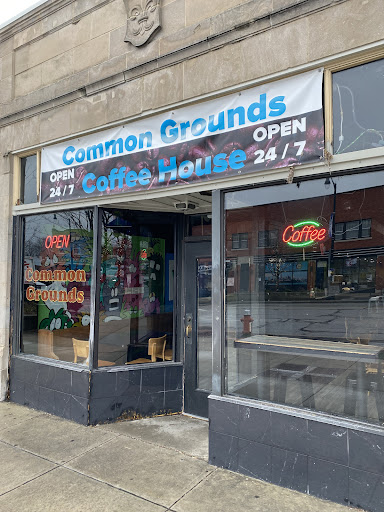 Common Grounds
OPEN 24 / 7
Coffee House
OPEN 24 / 7
OPEN
Common
Grounds
Coffee